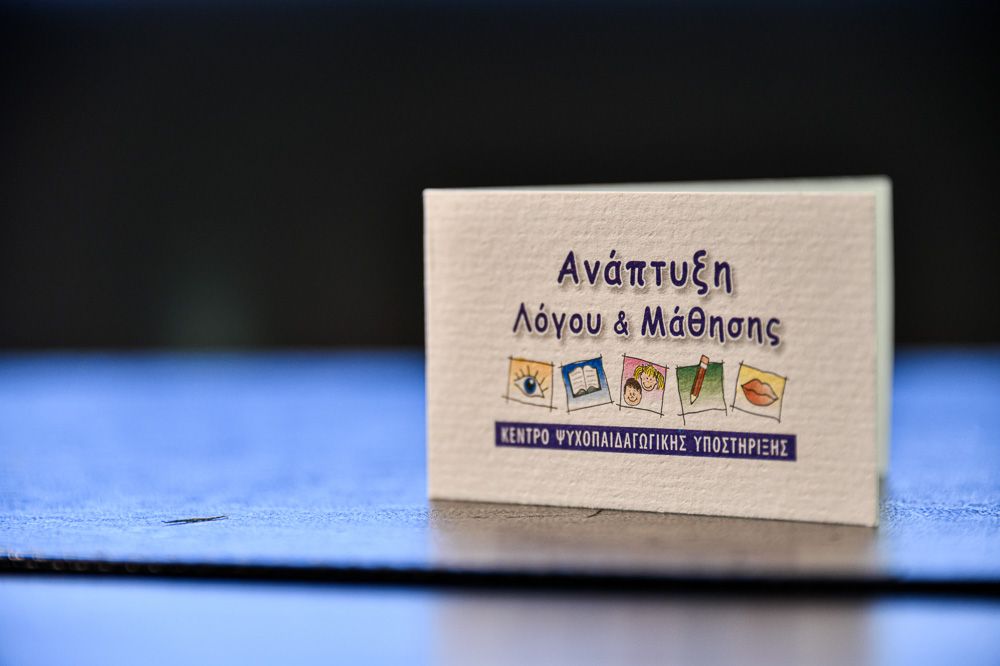 Ανάπτυξη
Λόγου & Μάθησης
ΚΕΝΤΡΟ ΨΥΧΟΠΑΙΔΑΓΩΓΙΚΗΣ ΥΠΟΣΤΗΡΙΞΗΣ